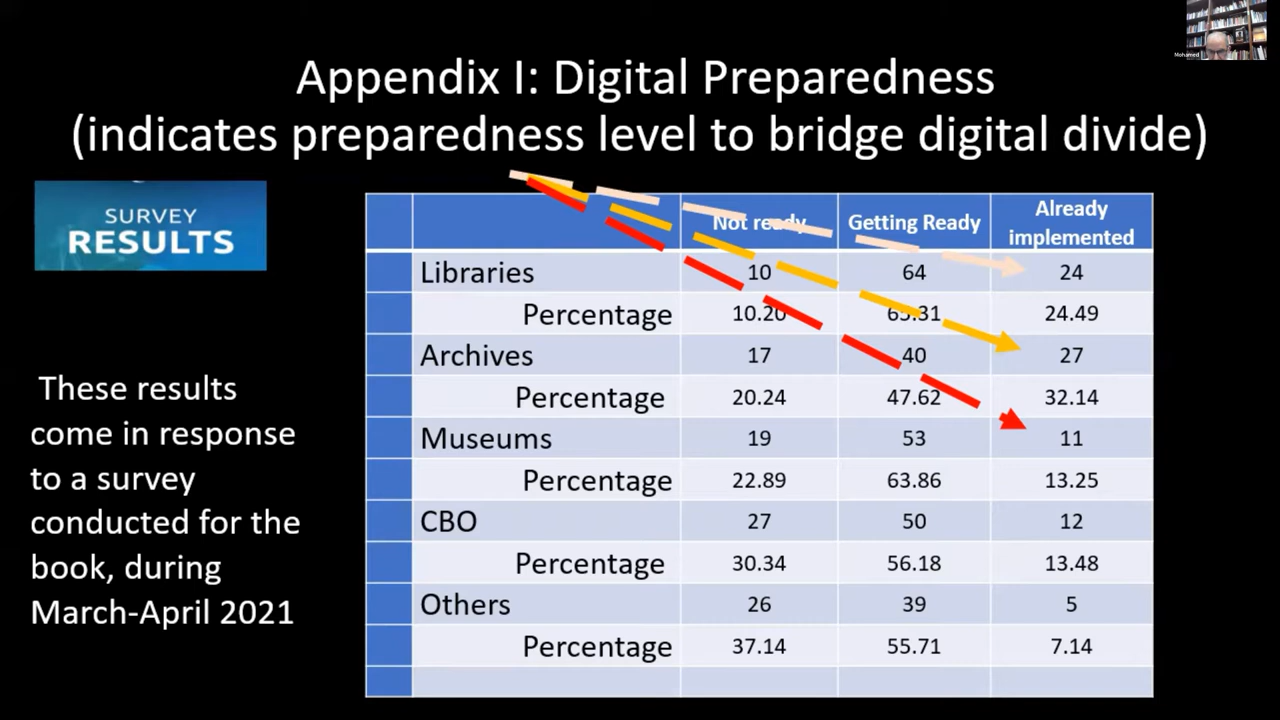 Mohamed
Appendix I: Digital Preparedness
(indicates preparedness level to bridge digital divide)
SURVEY
RESULTS
These results
come in response
to a survey
conducted for the
book, during
March-April 2021
Not ready Getting Ready Already implemented
Libraries 10 64 24
Percentage 10.20 65.31 24.49
Archives 17 40 27
Percentage 20.24 47.62 32.14
Museums 19 53 11
Percentage 22.89 63.86 13.25
CBO 27 50 12
Percentage 30.34 56.18 13.48
Others 26 39 5
Percentage 37.14 55.71 7.14